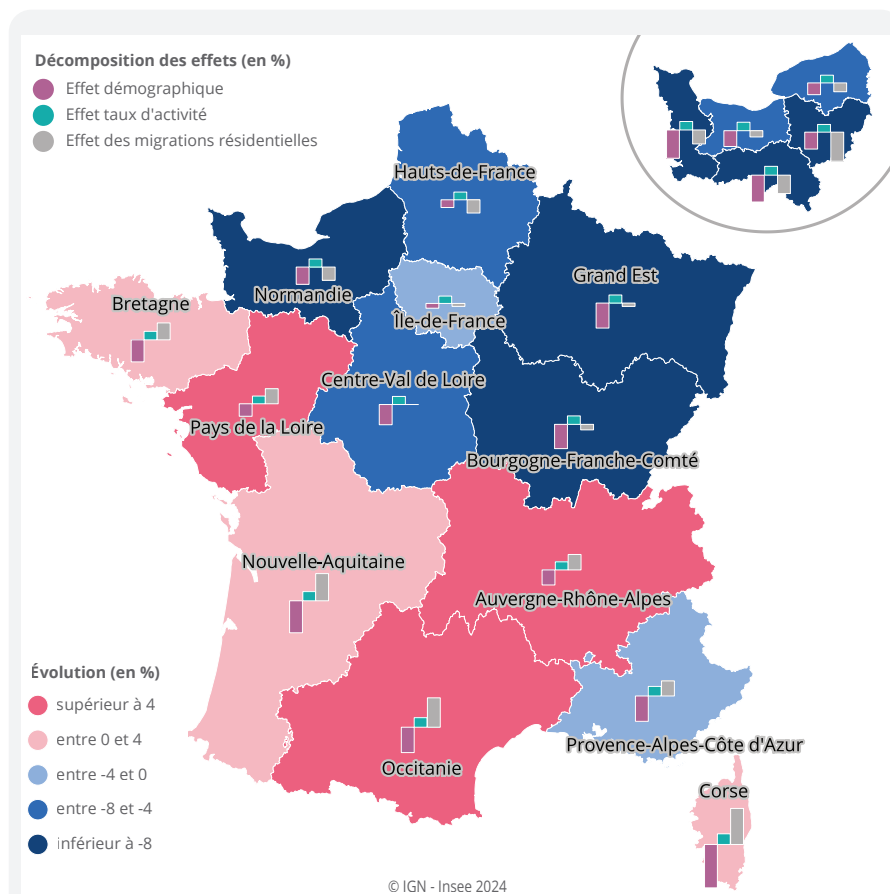 Décomposition des effets (en %)
Effet démographique
Effet taux d'activité
Effet des migrations résidentielles
Hauts-de-France
Normandie
Grand Est
Bretagne
Île-de-France
Centre-Val de Loire
Pays de la Loire
Bourgogne-Franche-Comté
Nouvelle-Aquitaine
Auvergne-Rhône-Alpes
Évolution (en %)
supérieur à 4
entre 0 et 4
entre -4 et 0
entre -8 et -4
inférieur à -8
Provence-Alpes-Côte d'Azur
Occitanie
Corse
© IGN - Insee 2024